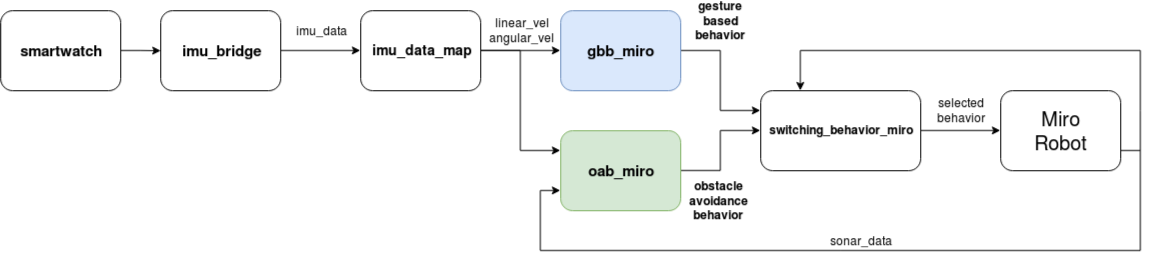 smartwatch
imu_bridge
imu_data
imu_data_map
linear_vel
angular_vel
gbb_miro
gesture
based
behavior
oab_miro
obstacle
avoidance
behavior
switching_behavior_miro
selected
behavior
Miro
Robot
sonar_data